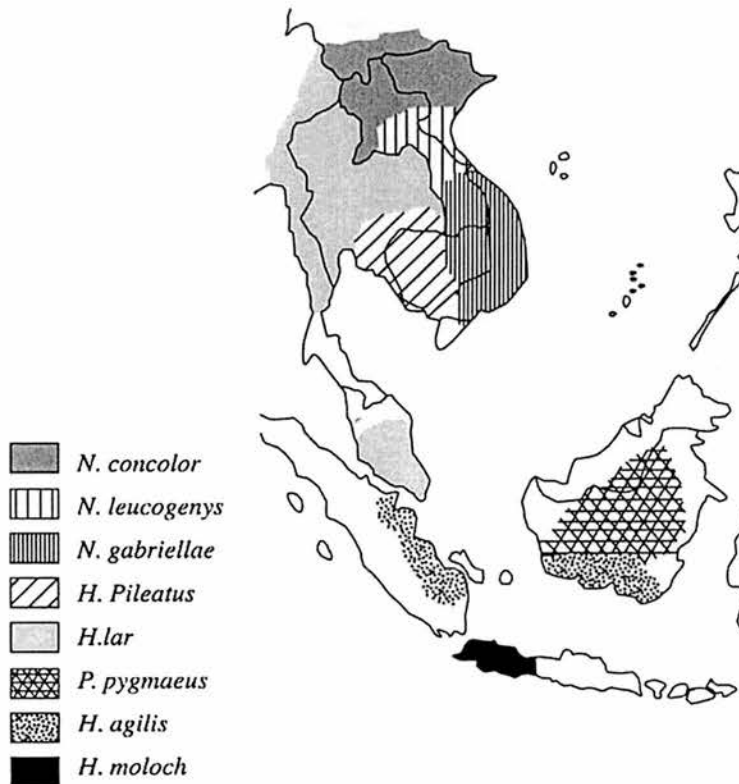 N. concolor
N. leucogenys
N. gabriellae
H. Pileatus
H.lar
P. pygmaeus
H. agilis
H. moloch